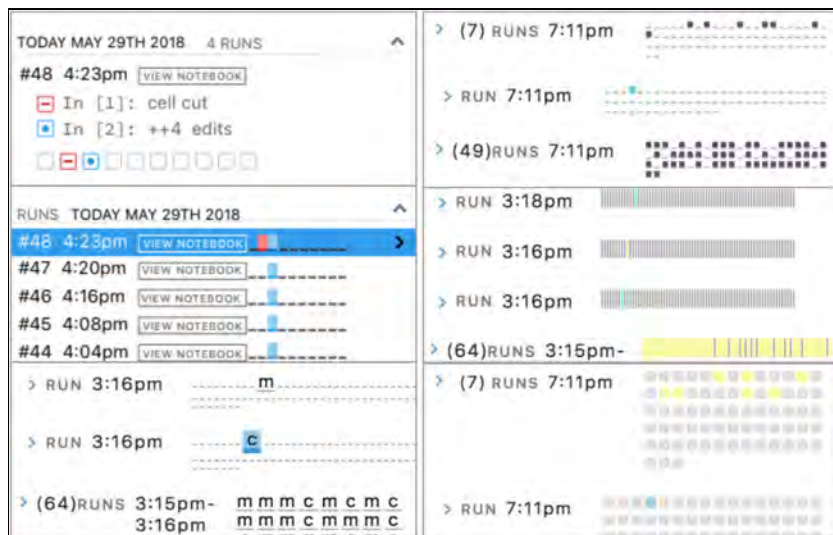 TODAY MAY 29TH 2018 4 RUNS
#48 4:23pm VIEW NOTEBOOK
In [1]: cell cut
In [2]: ++4 edits
RUNS TODAY MAY 29TH 2018
#48 4:23pm VIEW NOTEBOOK
#47 4:20pm VIEW NOTEBOOK
#46 4:16pm VIEW NOTEBOOK
#45 4:08pm VIEW NOTEBOOK
#44 4:04pm VIEW NOTEBOOK
> RUN 3:16pm m
> RUN 3:16pm c
> (64)RUNS 3:15pm- m m m c m c m c
3:16pm m m m c m m m c
> (7) RUNS 7:11pm
> RUN 7:11pm
> (49)RUNS 7:11pm
> RUN 3:18pm
> RUN 3:16pm
> RUN 3:16pm
> (64)RUNS 3:15pm-
> (7) RUNS 7:11pm
> RUN 7:11pm